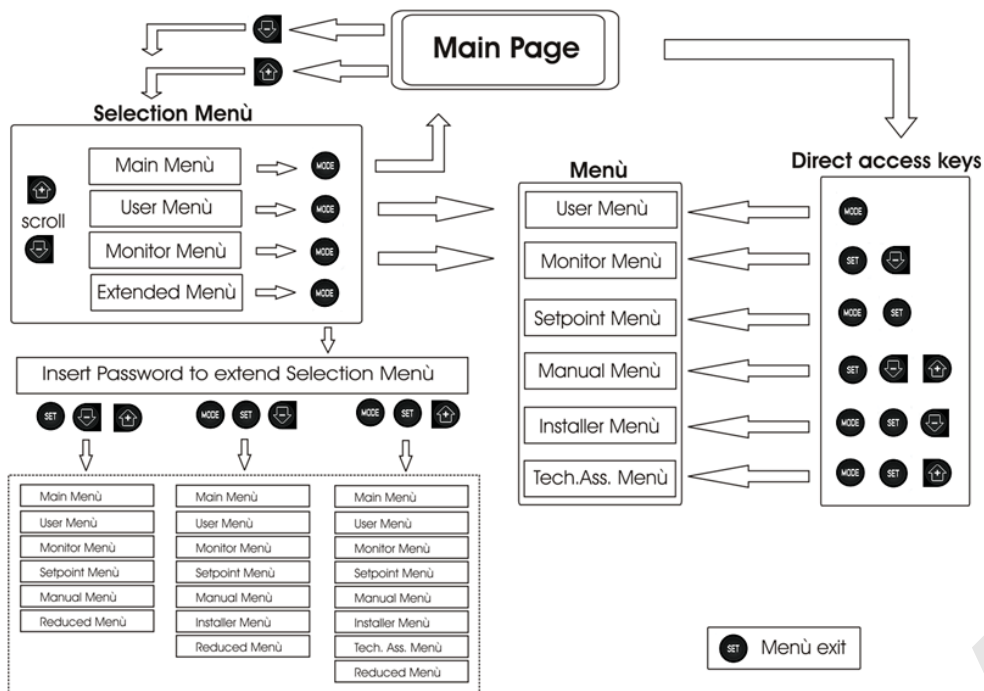 Main Page
Selection Menù
Main Menù
MODE
User Menù
MODE
scroll
Monitor Menù
MODE
Extended Menù
MODE
Insert Password to extend Selection Menù
SET
MODE SET
MODE SET
Main Menù
User Menù
Monitor Menù
Setpoint Menù
Manual Menù
Reduced Menù
Main Menù
User Menù
Monitor Menù
Setpoint Menù
Manual Menù
Installer Menù
Reduced Menù
Main Menù
User Menù
Monitor Menù
Setpoint Menù
Manual Menù
Installer Menù
Tech. Ass. Menù
Reduced Menù
Menù
User Menù
Monitor Menù
Setpoint Menù
Manual Menù
Installer Menù
Tech.Ass. Menù
Direct access keys
MODE
SET
MODE SET
SET
MODE SET
MODE SET
SET Menù exit